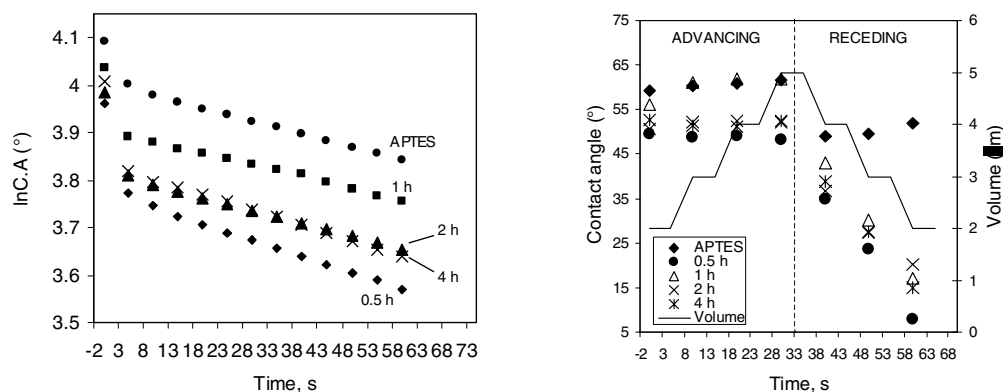 lnC.A (°)
4.1
4
3.9
3.8
3.7
3.6
3.5
APTES
1 h
2 h
4 h
0.5 h
-2 3 8 13 18 23 28 33 38 43 48 53 58 63 68 73
Time, s
Contact angle (°)
75
65
55
45
35
25
15
5
ADVANCING
RECEDING
APTES
0.5 h
1 h
2 h
4 h
Volume
6
5
4
3
2
1
0
Volume
-2 3 8 13 18 23 28 33 38 43 48 53 58 63 68
Time, s